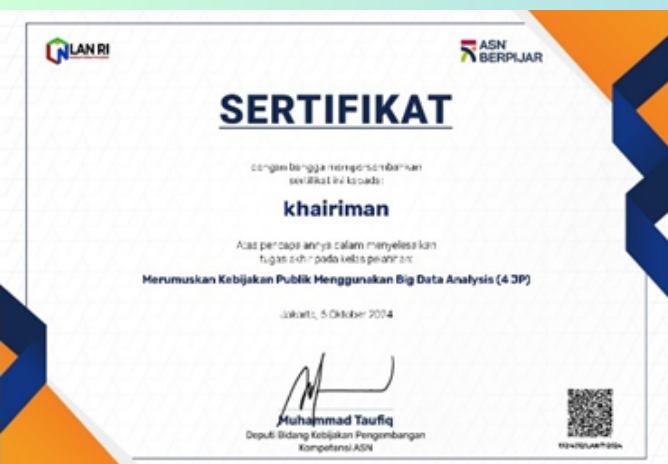 LAN RI
ASN
BERPIJAR
SERTIFIKAT
dengan bangga mempersembahkan
sertifikat ini kepada:
khairiman
Atas pencapaiannya dalam menyelesaikan
tugas akhir pada kelas pelatihan:
Merumuskan Kebijakan Publik Menggunakan Big Data Analysis (4 JP)
Jakarta, 5 Oktober 2024
Muhammad Taufiq
Deputi Bidang Kebijakan Pengembangan
Kompetensi ASN